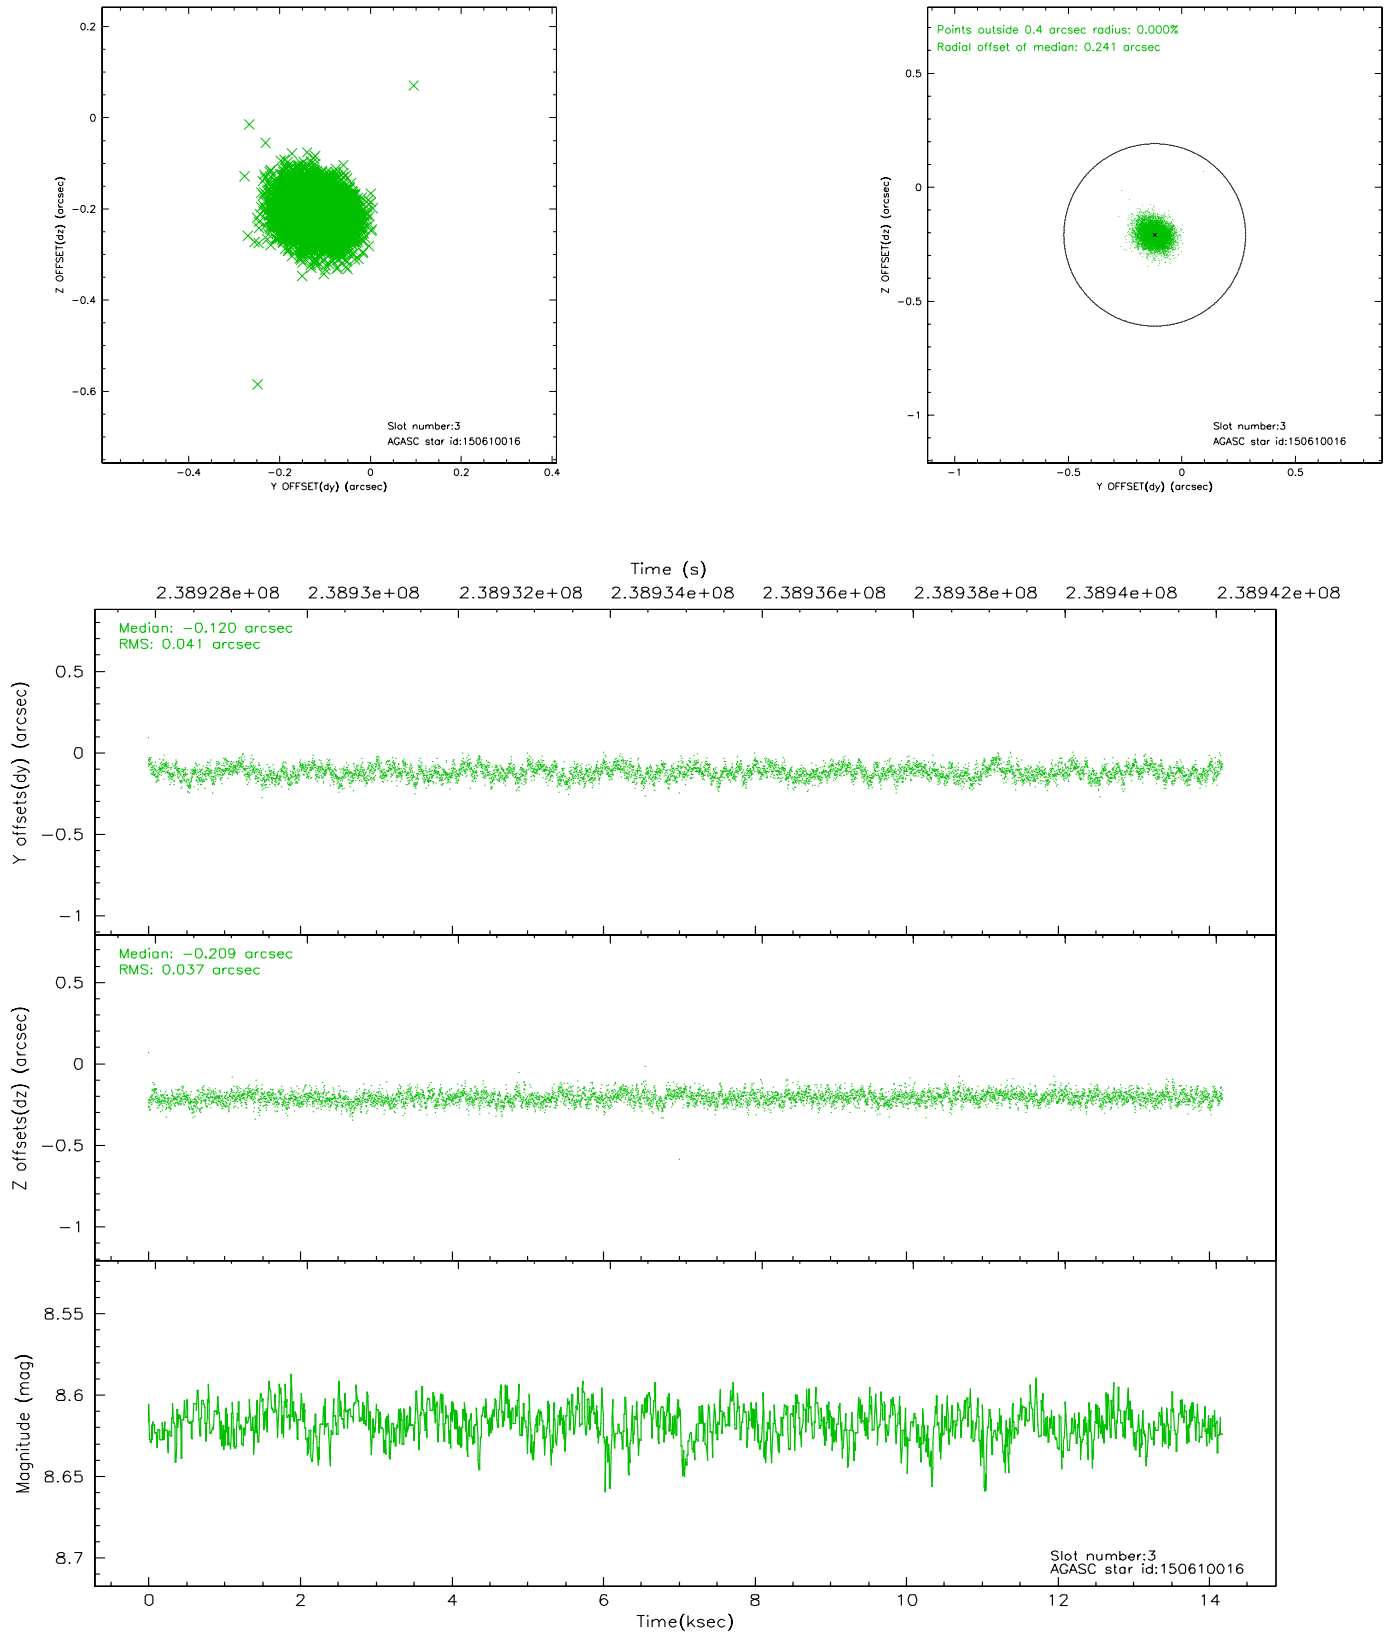 0.2
0
−0.2
−0.4
−0.6
Z OFFSET(dz) (arcsec)
Slot number:3
AGASC star id:150610016
−0.4 −0.2 0 0.2 0.4
Y OFFSET(dy) (arcsec)
Points outside 0.4 arcsec radius: 0.000%
Radial offset of median: 0.241 arcsec
0.5
0
−0.5
−1
Z OFFSET(dz) (arcsec)
Slot number:3
AGASC star id:150610016
−1 −0.5 0 0.5
Y OFFSET(dy) (arcsec)
Time (s)
2.38928e+08 2.3893e+08 2.38932e+08 2.38934e+08 2.38936e+08 2.38938e+08 2.3894e+08 2.38942e+08
Median: −0.120 arcsec
RMS: 0.041 arcsec
0.5
0
−0.5
−1
Y offsets(dy) (arcsec)
Median: −0.209 arcsec
RMS: 0.037 arcsec
0.5
0
−0.5
−1
Z offsets(dz) (arcsec)
8.55
8.6
8.65
8.7
Magnitude (mag)
Slot number:3
AGASC star id:150610016
0 2 4 6 8 10 12 14
Time(ksec)